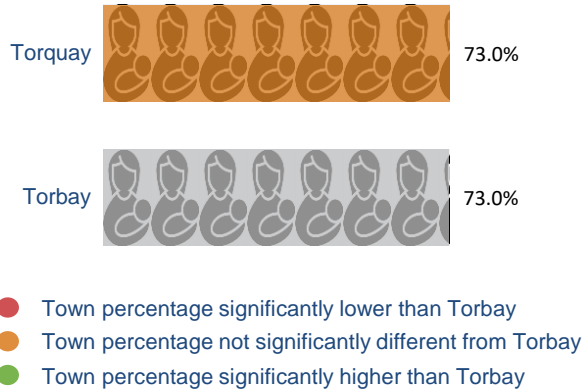 Torquay 73.0%
Torbay 73.0%
Town percentage significantly lower than Torbay
Town percentage not significantly different from Torbay
Town percentage significantly higher than Torbay